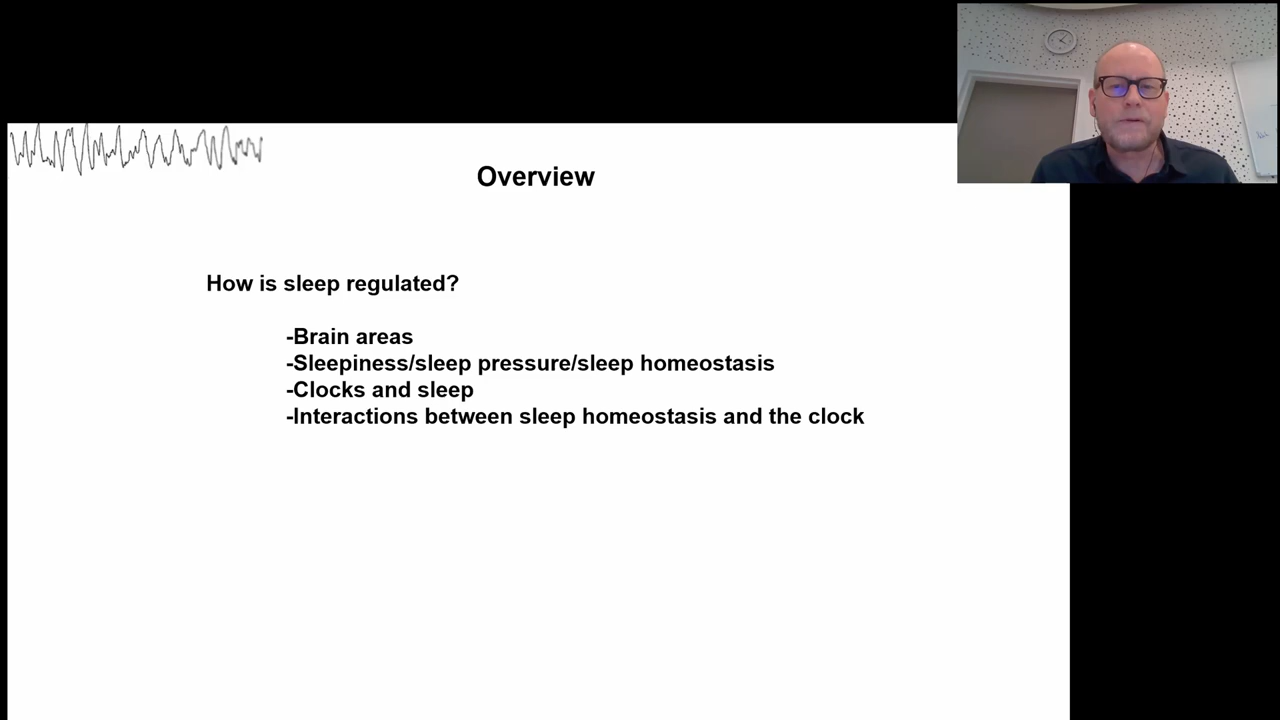 Overview
How is sleep regulated?
-Brain areas
-Sleepiness/sleep pressure/sleep homeostasis
-Clocks and sleep
-Interactions between sleep homeostasis and the clock